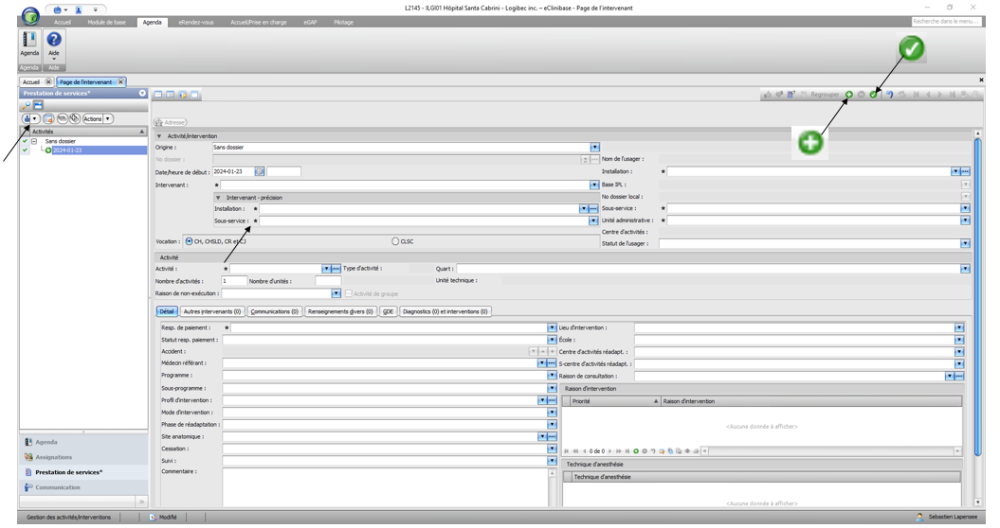 L2145 - ILGI01 Hôpital Santa Cabrini - Logibec inc. – eClinibase - Page de l'intervenant
Accueil Module de base Agenda eRendez-vous Accueil/Prise en charge eGAP Pilotage
Recherche dans le menu...
Agenda Aide
Agenda Aide
Accueil Page de l'intervenant
Prestation de services*
Regrouper
Actions
Adresse
Activités
Sans dossier
2024-01-23
Activité/intervention
Origine : Sans dossier
No dossier : Nom de l'usager :
Date/heure de début : 2024-01-23 Installation : ★
Intervenant : ★ Base IPL :
Intervenant - précision No dossier local :
Installation : ★ Sous-service : ★
Sous-service : ★ Unité administrative : ★
Centre d'activités :
Vocation : CH, CHSLD, CR et CJ CLSC Statut de l'usager :
Activité
Activité : ★ Type d'activité : Quart :
Nombre d'activités : 1 Nombre d'unités : Unité technique :
Raison de non-exécution : Activité de groupe
Détail Autres intervenants (0) Communications (0) Renseignements divers (0) GDE Diagnostics (0) et interventions (0)
Resp. de paiement : ★ Lieu d'intervention :
Statut resp. paiement : École :
Accident : Centre d'activités réadapt. :
Médecin référant : S-centre d'activités réadapt. :
Programme : Raison de consultation :
Sous-programme : Raison d'intervention
Profil d'intervention : Priorité Raison d'intervention
Mode d'intervention :
Phase de réadaptation : <Aucune donnée à afficher>
Site anatomique :
Cessation : 0 de 0
Suivi : Technique d'anesthésie
Commentaire : Technique d'anesthésie
<Aucune donnée à afficher>
Agenda
Assignations
Prestation de services*
Communication
Gestion des activités/interventions Modifié Sebastien Lapensee